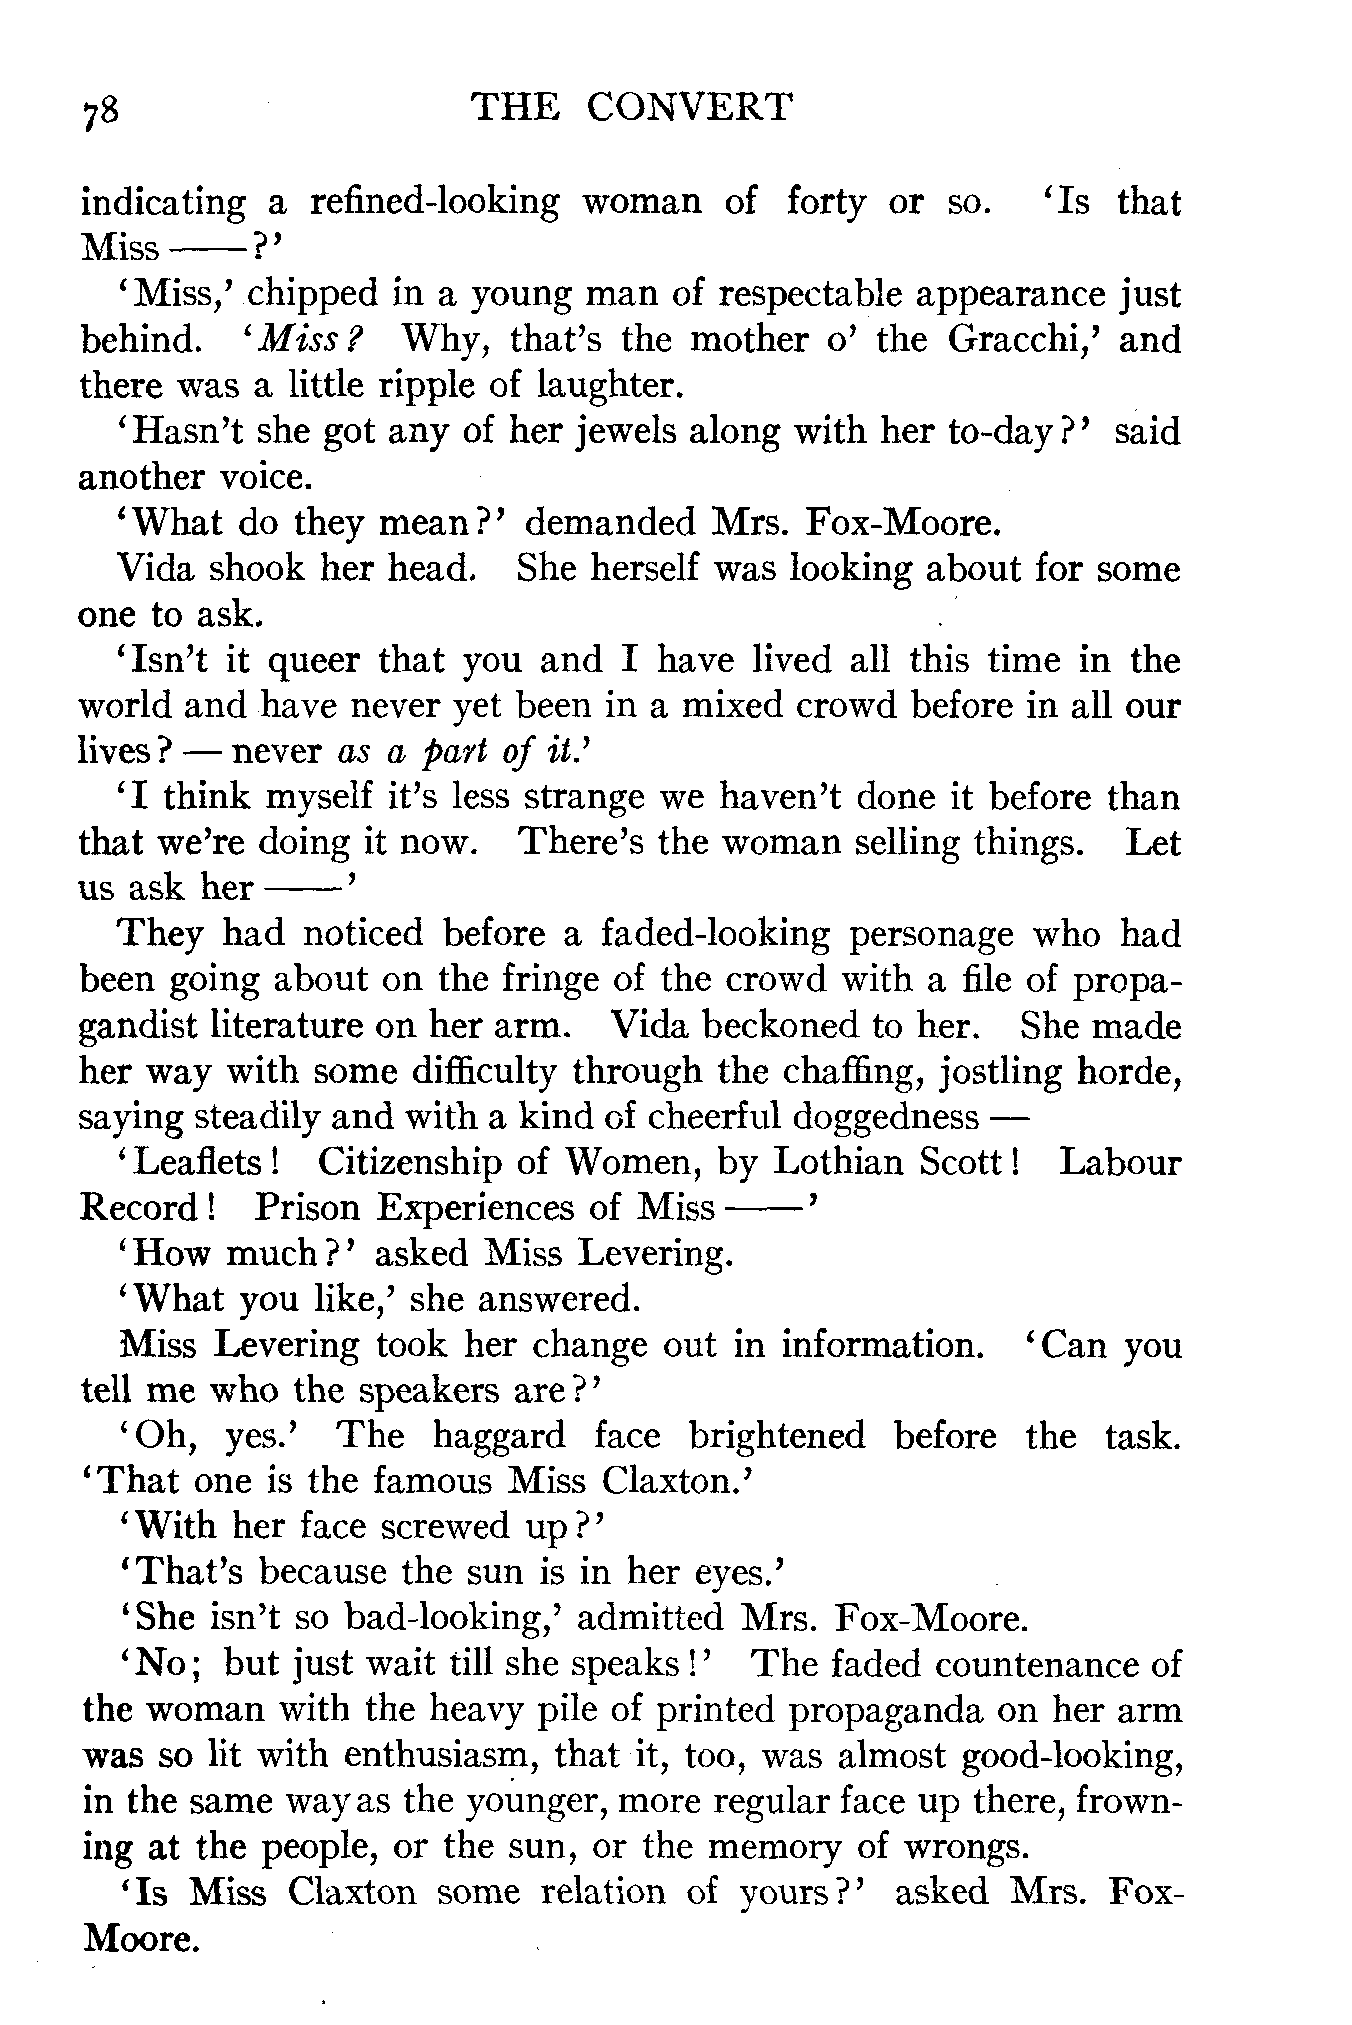 78 THE CONVERT
indicating a refined-looking woman of forty or so. ‘Is that
Miss ——?’
‘Miss,’ chipped in a young man of respectable appearance just
behind. ‘Miss? Why, that’s the mother o’ the Gracchi,’ and
there was a little ripple of laughter.
‘Hasn’t she got any of her jewels along with her to-day?’ said
another voice.
‘What do they mean?’ demanded Mrs. Fox-Moore.
Vida shook her head. She herself was looking about for some
one to ask.
‘Isn’t it queer that you and I have lived all this time in the
world and have never yet been in a mixed crowd before in all our
lives? — never as a part of it.’
‘I think myself it’s less strange we haven’t done it before than
that we’re doing it now. There’s the woman selling things. Let
us ask her ——’
They had noticed before a faded-looking personage who had
been going about on the fringe of the crowd with a file of propa-
gandist literature on her arm. Vida beckoned to her. She made
her way with some difficulty through the chaffing, jostling horde,
saying steadily and with a kind of cheerful doggedness —
‘Leaflets! Citizenship of Women, by Lothian Scott! Labour
Record! Prison Experiences of Miss ——’
‘How much?’ asked Miss Levering.
‘What you like,’ she answered.
Miss Levering took her change out in information. ‘Can you
tell me who the speakers are?’
‘Oh, yes.’ The haggard face brightened before the task.
‘That one is the famous Miss Claxton.’
‘With her face screwed up?’
‘That’s because the sun is in her eyes.’
‘She isn’t so bad-looking,’ admitted Mrs. Fox-Moore.
‘No; but just wait till she speaks!’ The faded countenance of
the woman with the heavy pile of printed propaganda on her arm
was so lit with enthusiasm, that it, too, was almost good-looking,
in the same way as the younger, more regular face up there, frown-
ing at the people, or the sun, or the memory of wrongs.
‘Is Miss Claxton some relation of yours?’ asked Mrs. Fox-
Moore.